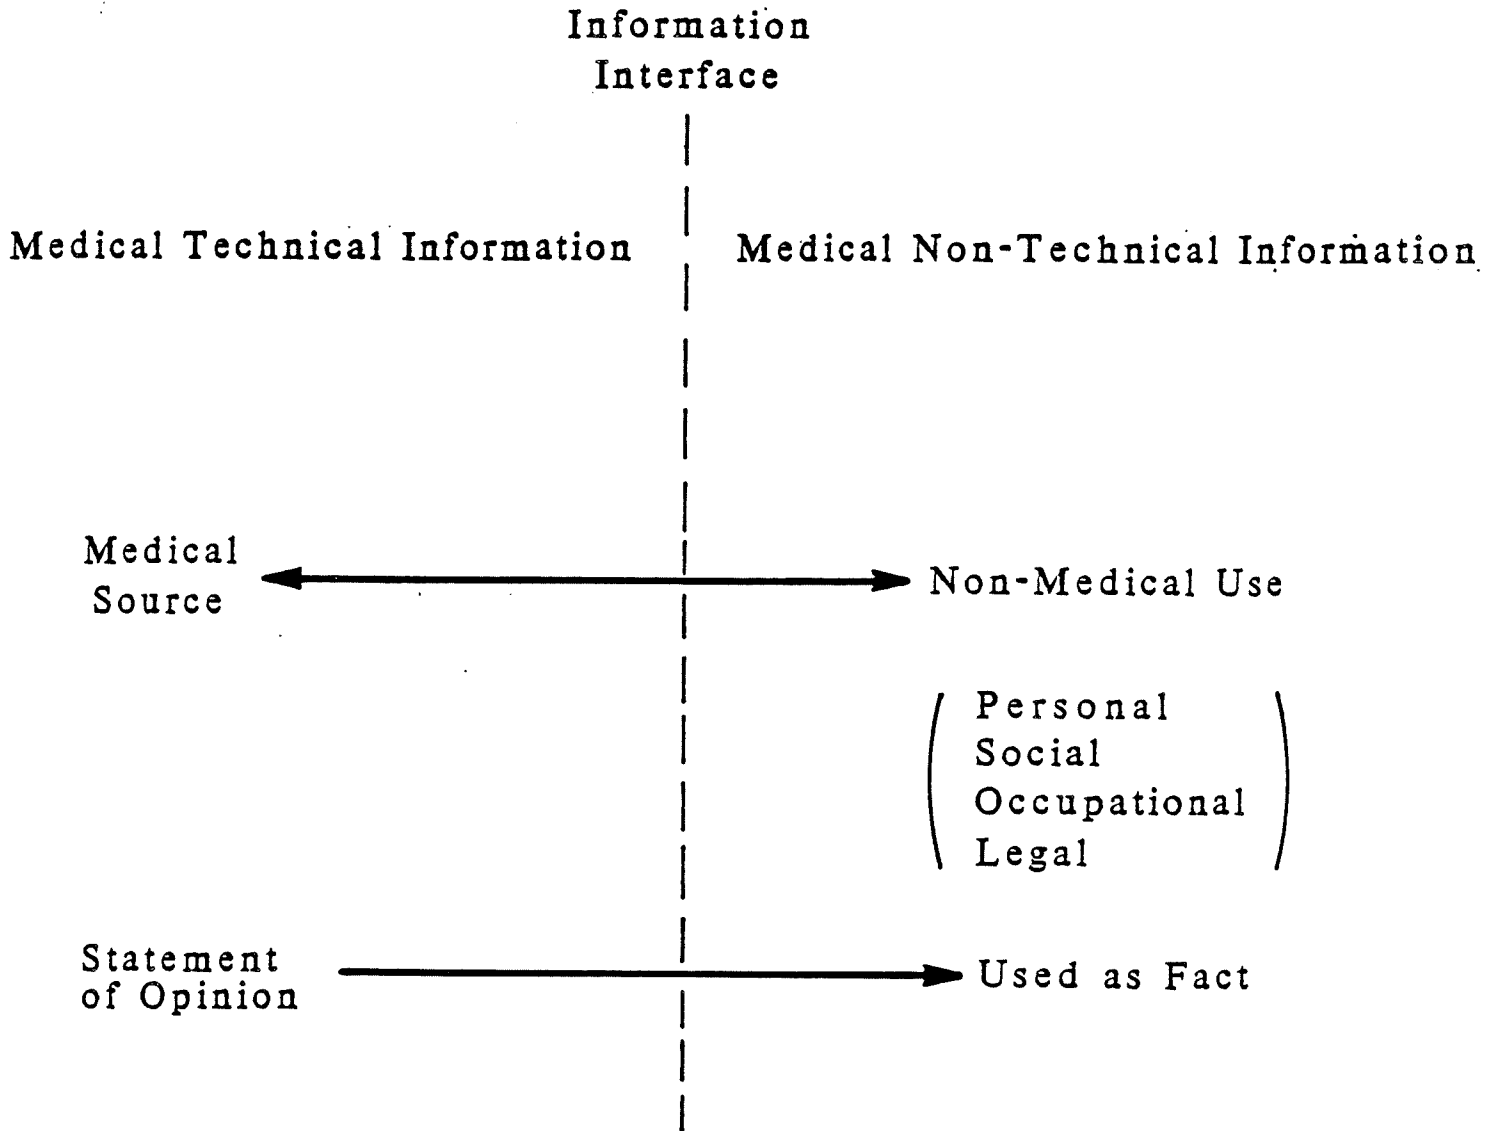 Information
Interface
Medical Technical Information
Medical Non-Technical Information
Medical
Source
Non-Medical Use
Personal
Social
Occupational
Legal
Statement
of Opinion
Used as Fact